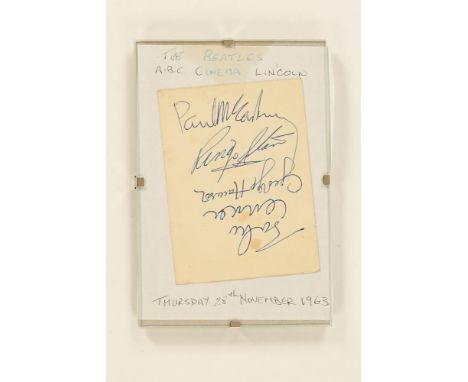 THE BEATLES
A.B.C CINEMA LINCOLN
Paul McCartney
Ringo Starr
George Harrison
John
Lennon
THURSDAY 28TH NOVEMBER 1963